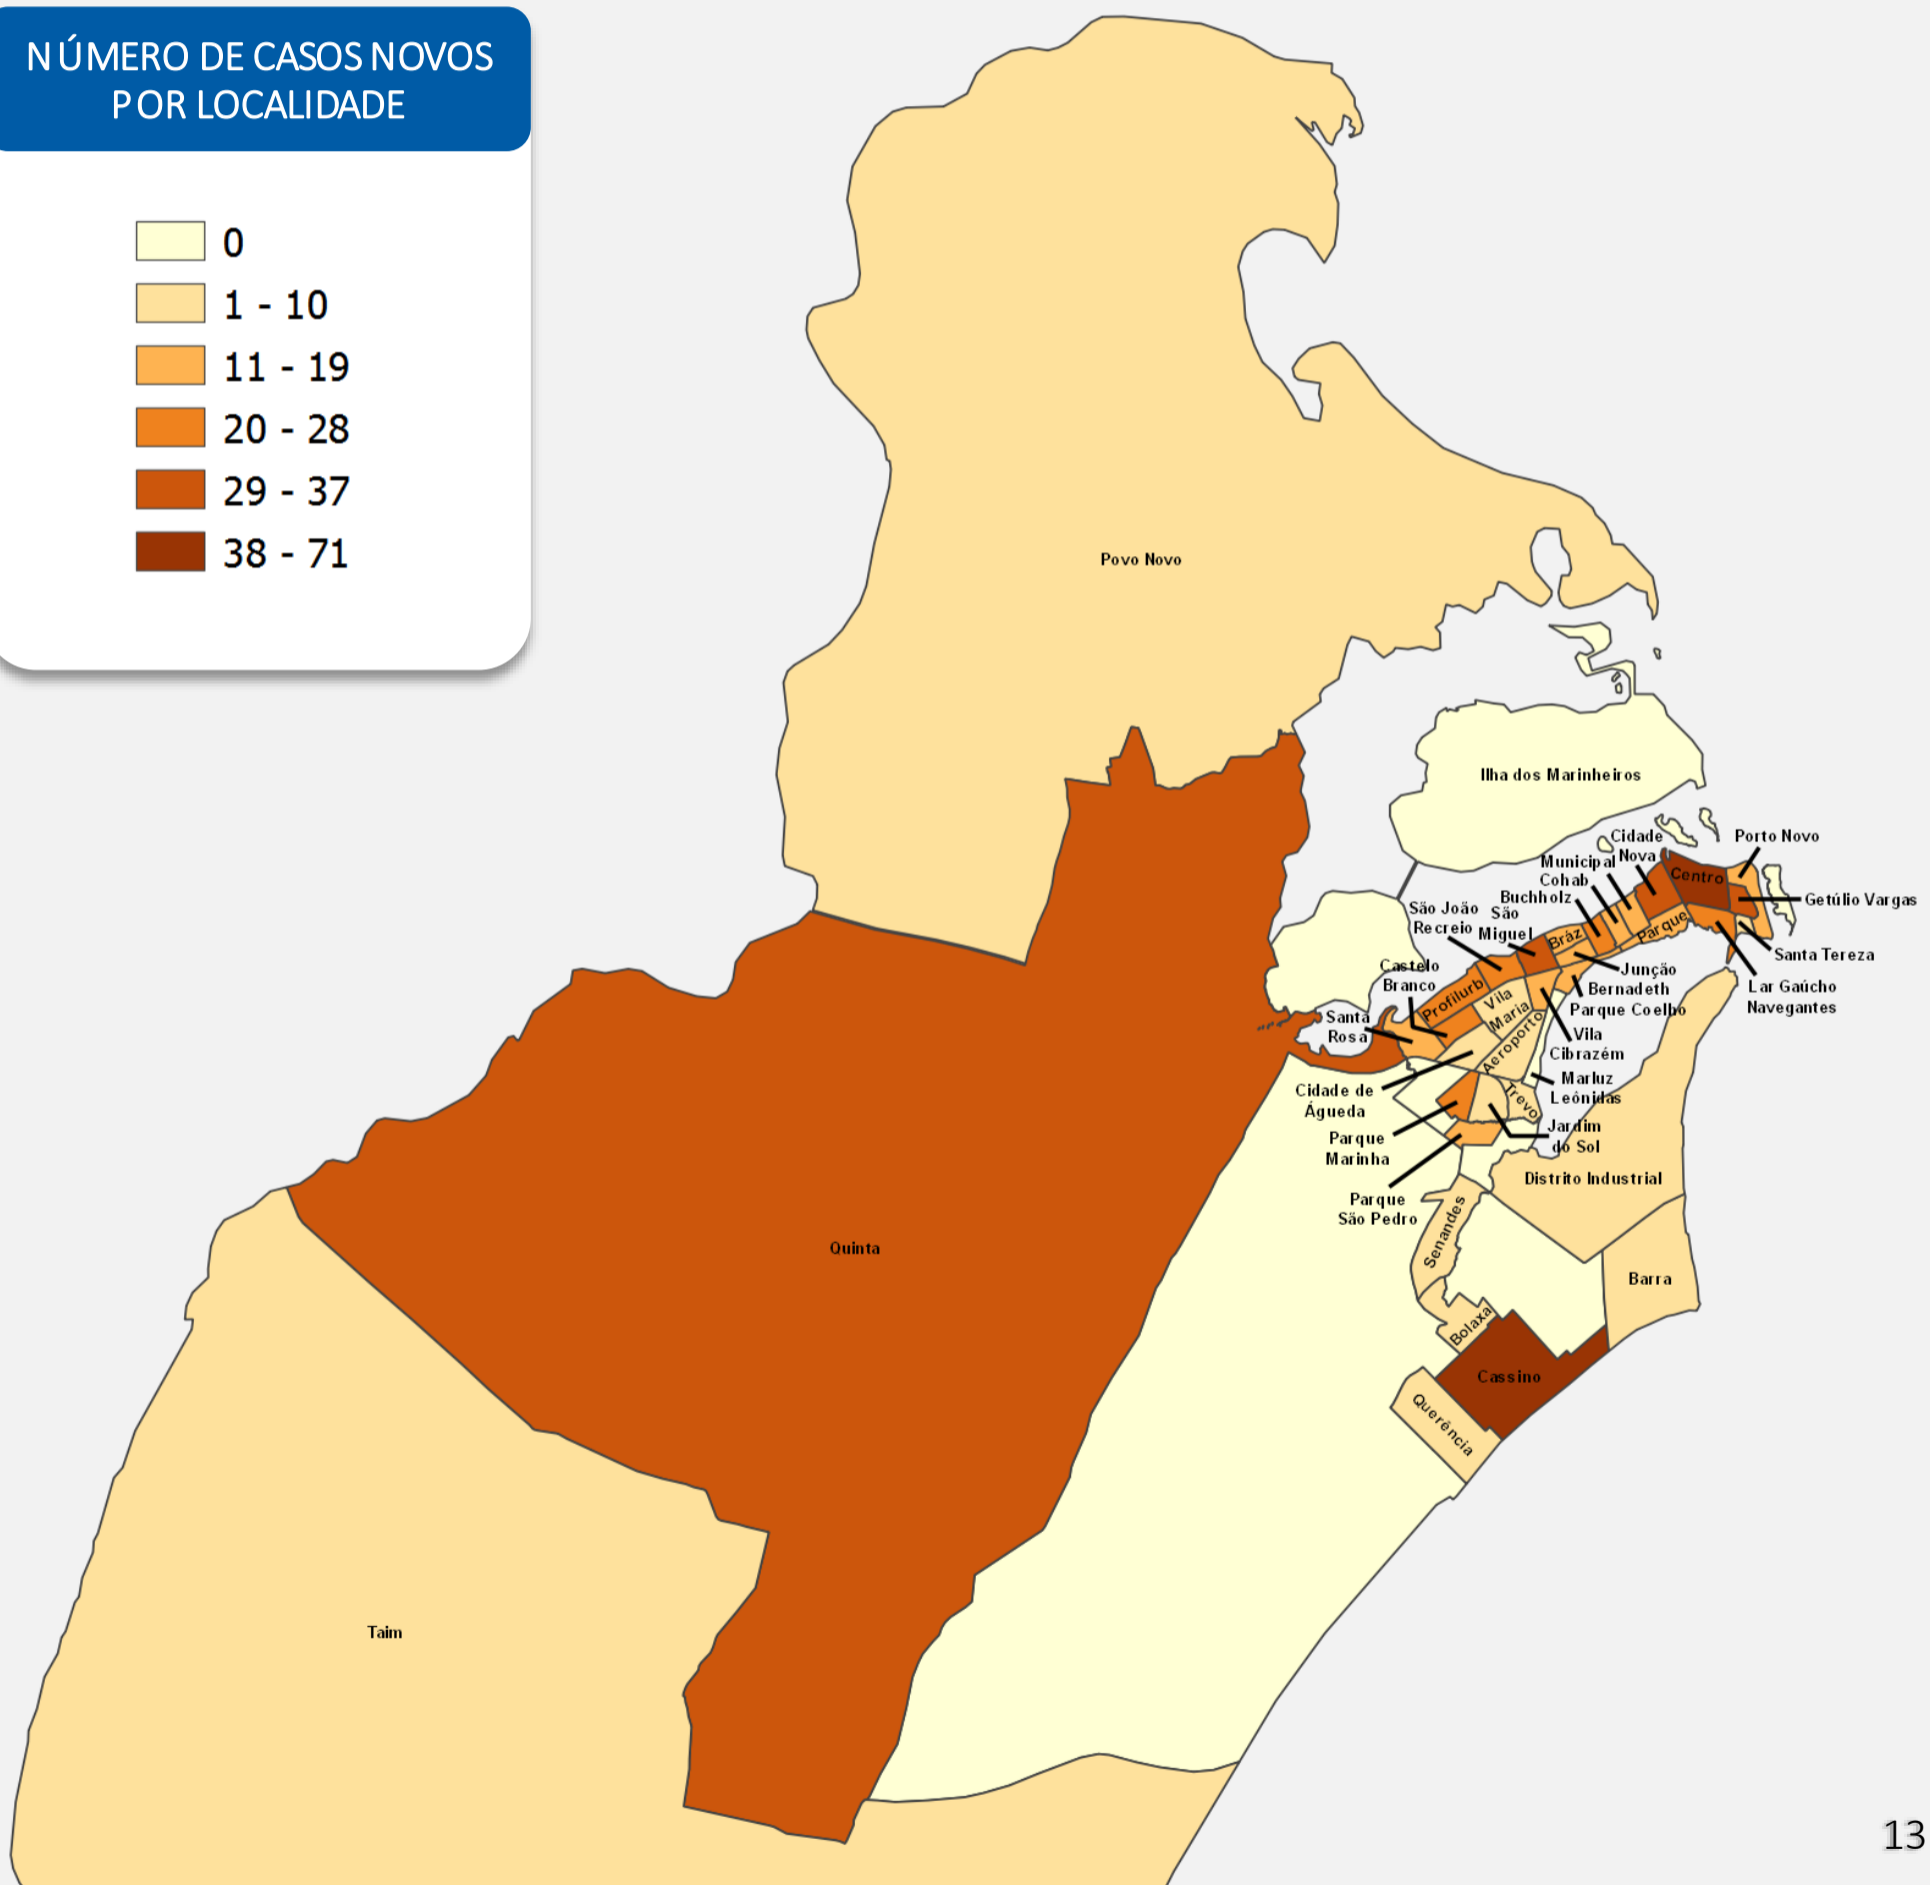 NÚMERO DE CASOS NOVOS
POR LOCALIDADE
0
1 - 10
11 - 19
20 - 28
29 - 37
38 - 71
Povo Novo
Ilha dos Marinheiros
Cidade
Nova
Porto Novo
Municipal
Cohab
Buchholz
Centro
Getúlio Vargas
São João
Recreio
São
Miguel
Bráz
Parque
Santa Tereza
Castelo
Branco
Junção
Bernadeth
Lar Gaúcho
Navegantes
Profilurb
Vila
Maria
Parque Coelho
Santa
Rosa
Aeroporto
Vila
Cibrazém
Cidade de
Águeda
Marluz
Leônidas
Trevo
Parque
Marinha
Jardim
do Sol
Distrito Industrial
Parque
São Pedro
Senandes
Quinta
Barra
Bolaxa
Cassino
Querência
Taim
13